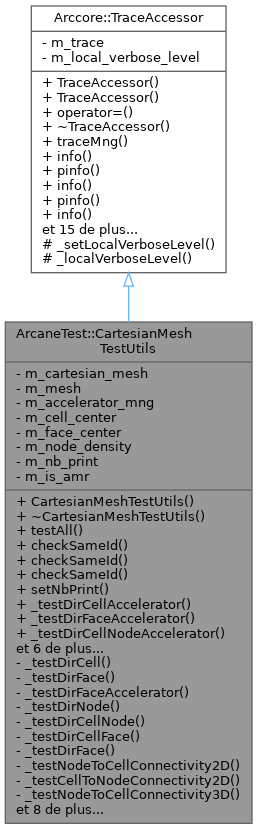 Arccore::TraceAccessor
- m_trace
- m_local_verbose_level
+ TraceAccessor()
+ TraceAccessor()
+ operator=()
+ ~TraceAccessor()
+ traceMng()
+ info()
+ pinfo()
+ info()
+ pinfo()
+ info()
et 15 de plus...
# _setLocalVerboseLevel()
# _localVerboseLevel()
ArcaneTest::CartesianMesh
TestUtils
- m_cartesian_mesh
- m_mesh
- m_accelerator_mng
- m_cell_center
- m_face_center
- m_node_density
- m_nb_print
- m_is_amr
+ CartesianMeshTestUtils()
+ ~CartesianMeshTestUtils()
+ testAll()
+ checkSameId()
+ checkSameId()
+ checkSameId()
+ setNbPrint()
+ _testDirCellAccelerator()
+ _testDirFaceAccelerator()
+ _testDirCellNodeAccelerator()
et 6 de plus...
- _testDirCell()
- _testDirFace()
- _testDirFaceAccelerator()
- _testDirNode()
- _testDirCellNode()
- _testDirCellFace()
- _testDirFace()
- _testNodeToCellConnectivity2D()
- _testCellToNodeConnectivity2D()
- _testNodeToCellConnectivity3D()
et 8 de plus...